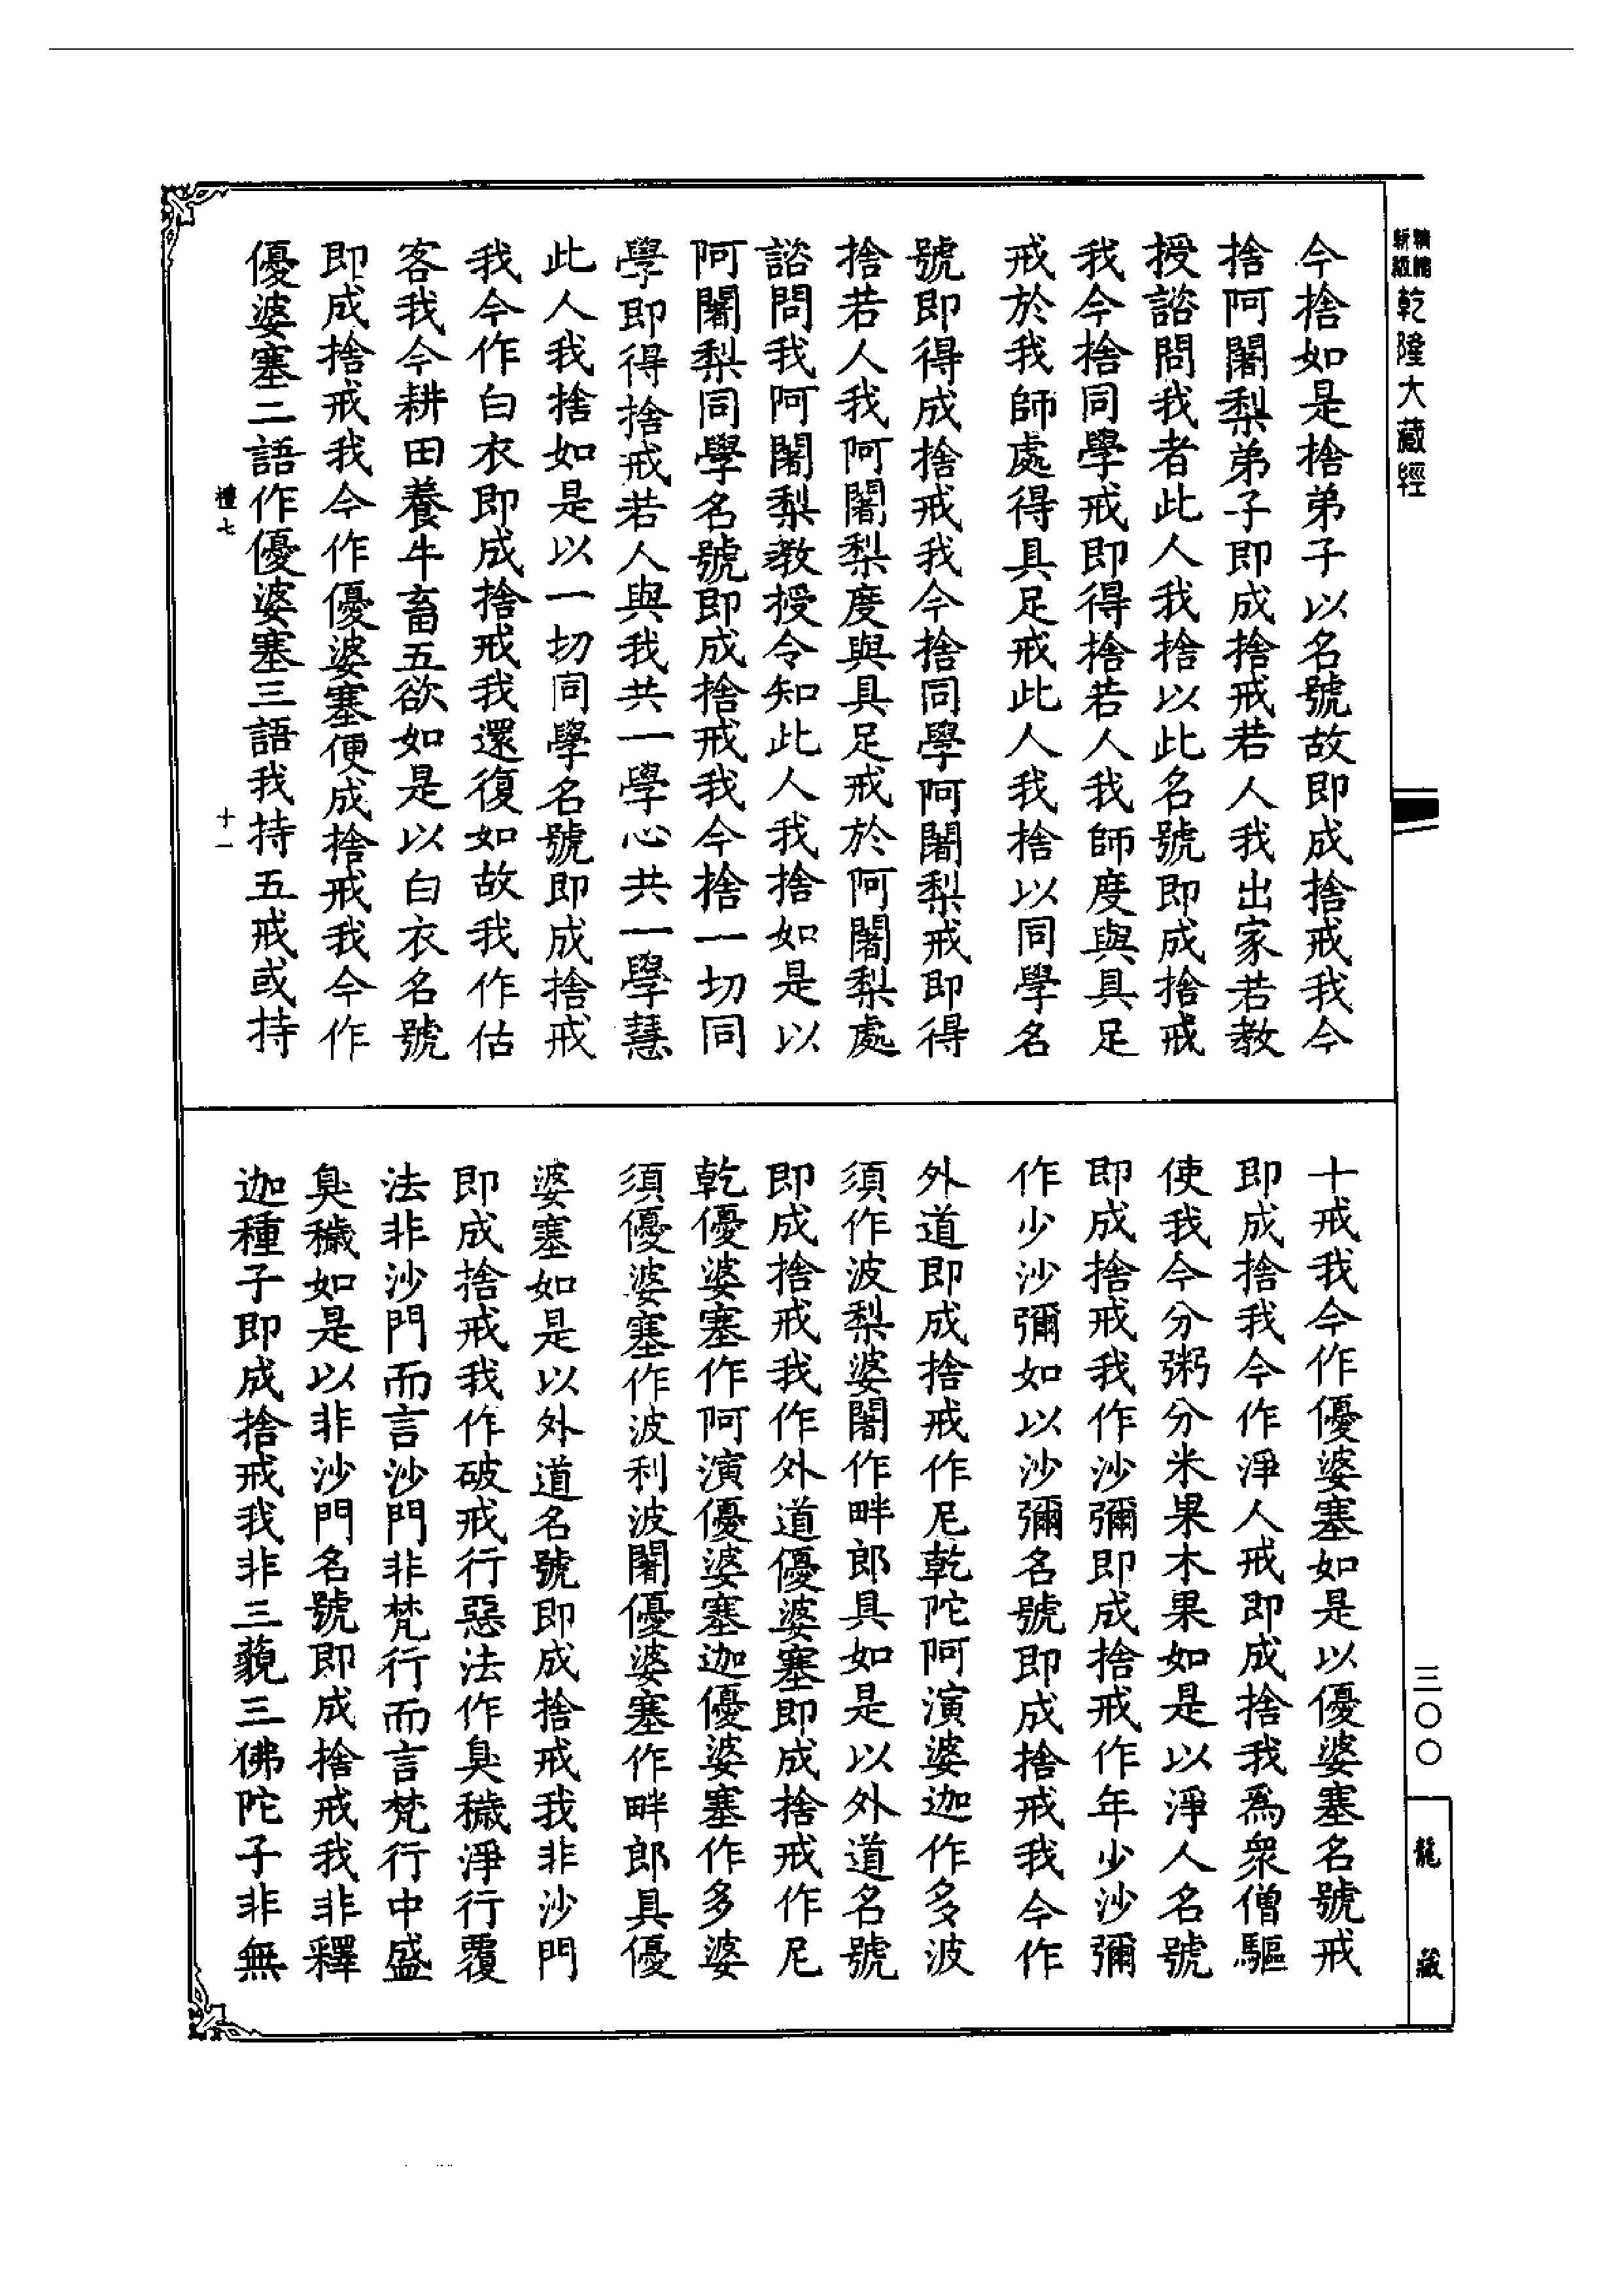 精繕新級乾隆大藏經
今捨如是捨弟子以名號故即成捨戒我今
捨阿闍梨弟子即成捨戒若人我出家若教
授諮問我者此人我捨以此名號即成捨戒
我今捨同學戒即得捨若人我師度與具足
戒於我師處得具足戒此人我捨以同學名
號即得成捨戒我今捨同學阿闍梨戒即得
捨若人我阿闍梨度與具足戒於阿闍梨處
諮問我阿闍梨教授令知此人我捨如是以
阿闍梨同學名號即成捨戒我今捨一切同
學即得捨戒若人與我共一學心共一學慧
此人我捨如是以一切同學名號即成捨戒
我今作白衣即成捨戒我還復如故我作估
客我今耕田養牛畜五欲如是以白衣名號
即成捨戒我今作優婆塞便成捨戒我今作
優婆塞二語作優婆塞三語我持五戒或持
禮七
十一
十戒我今作優婆塞如是以優婆塞名號戒
即成捨我今作淨人戒即成捨我為眾僧驅
使我今分粥分米果木果如是以淨人名號
即成捨戒我作沙彌即成捨戒作年少沙彌
作少沙彌如以沙彌名號即成捨戒我今作
外道即成捨戒作尼乾陀阿演婆迦作多波
須作波梨婆闍作畔郎具如是以外道名號
即成捨戒我作外道優婆塞即成捨戒作尼
乾優婆塞作阿演優婆塞迦優婆塞作多婆
須優婆塞作波利波闍優婆塞作畔郎具優
婆塞如是以外道名號即成捨戒我非沙門
即成捨戒我作破戒行惡法作臭穢淨行覆
法非沙門而言沙門非梵行而言梵行中盛
臭穢如是以非沙門名號即成捨戒我非釋
迦種子即成捨戒我非三藐三佛陀子非無
三〇〇
龍藏